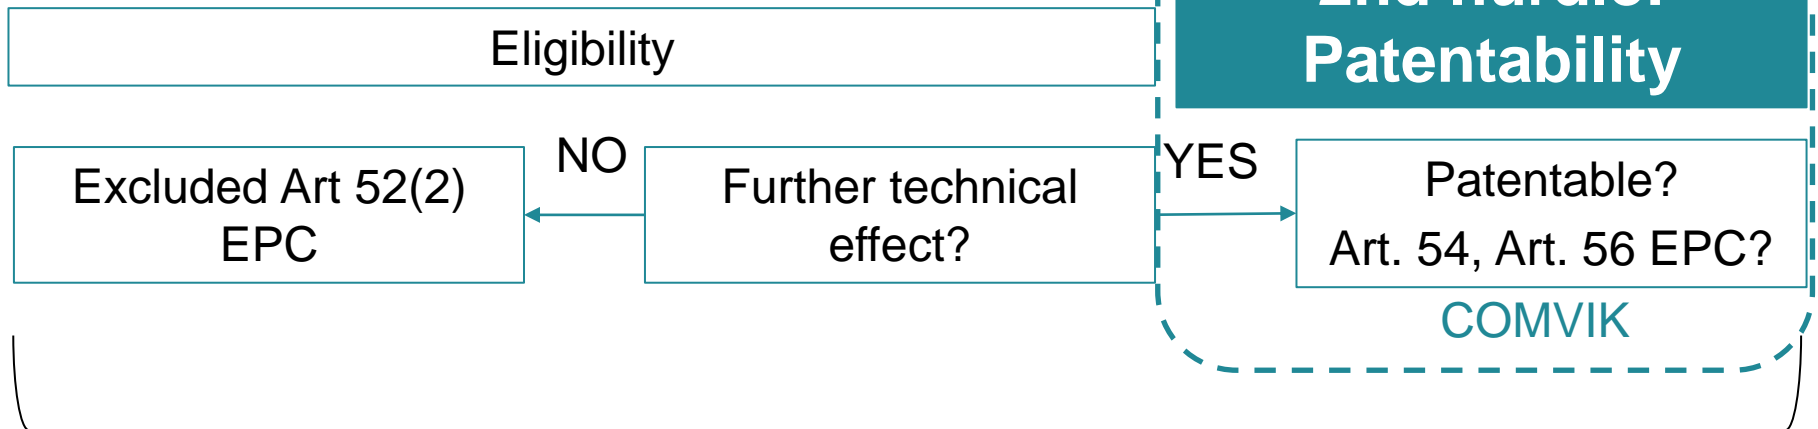 Eligibility
Patentability
Excluded Art 52(2)
EPC
NO
Further technical
effect?
YES
Patentable?
Art. 54, Art. 56 EPC?
COMVIK